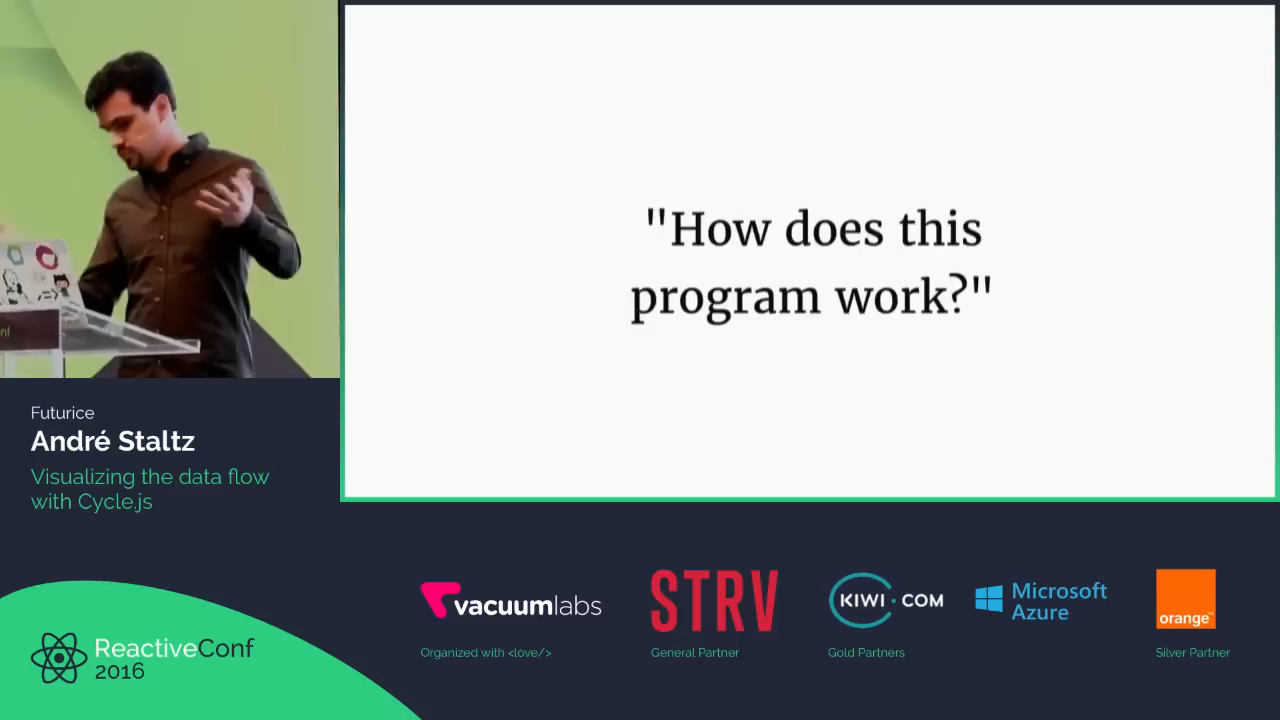 "How does this
program work?"
Futurice
André Staltz
Visualizing the data flow
with Cycle.js
ReactiveConf
2016
vacuumlabs
Organized with <love/>
STRV
General Partner
KIWI.COM
Gold Partners
Microsoft
Azure
orange™
Silver Partner